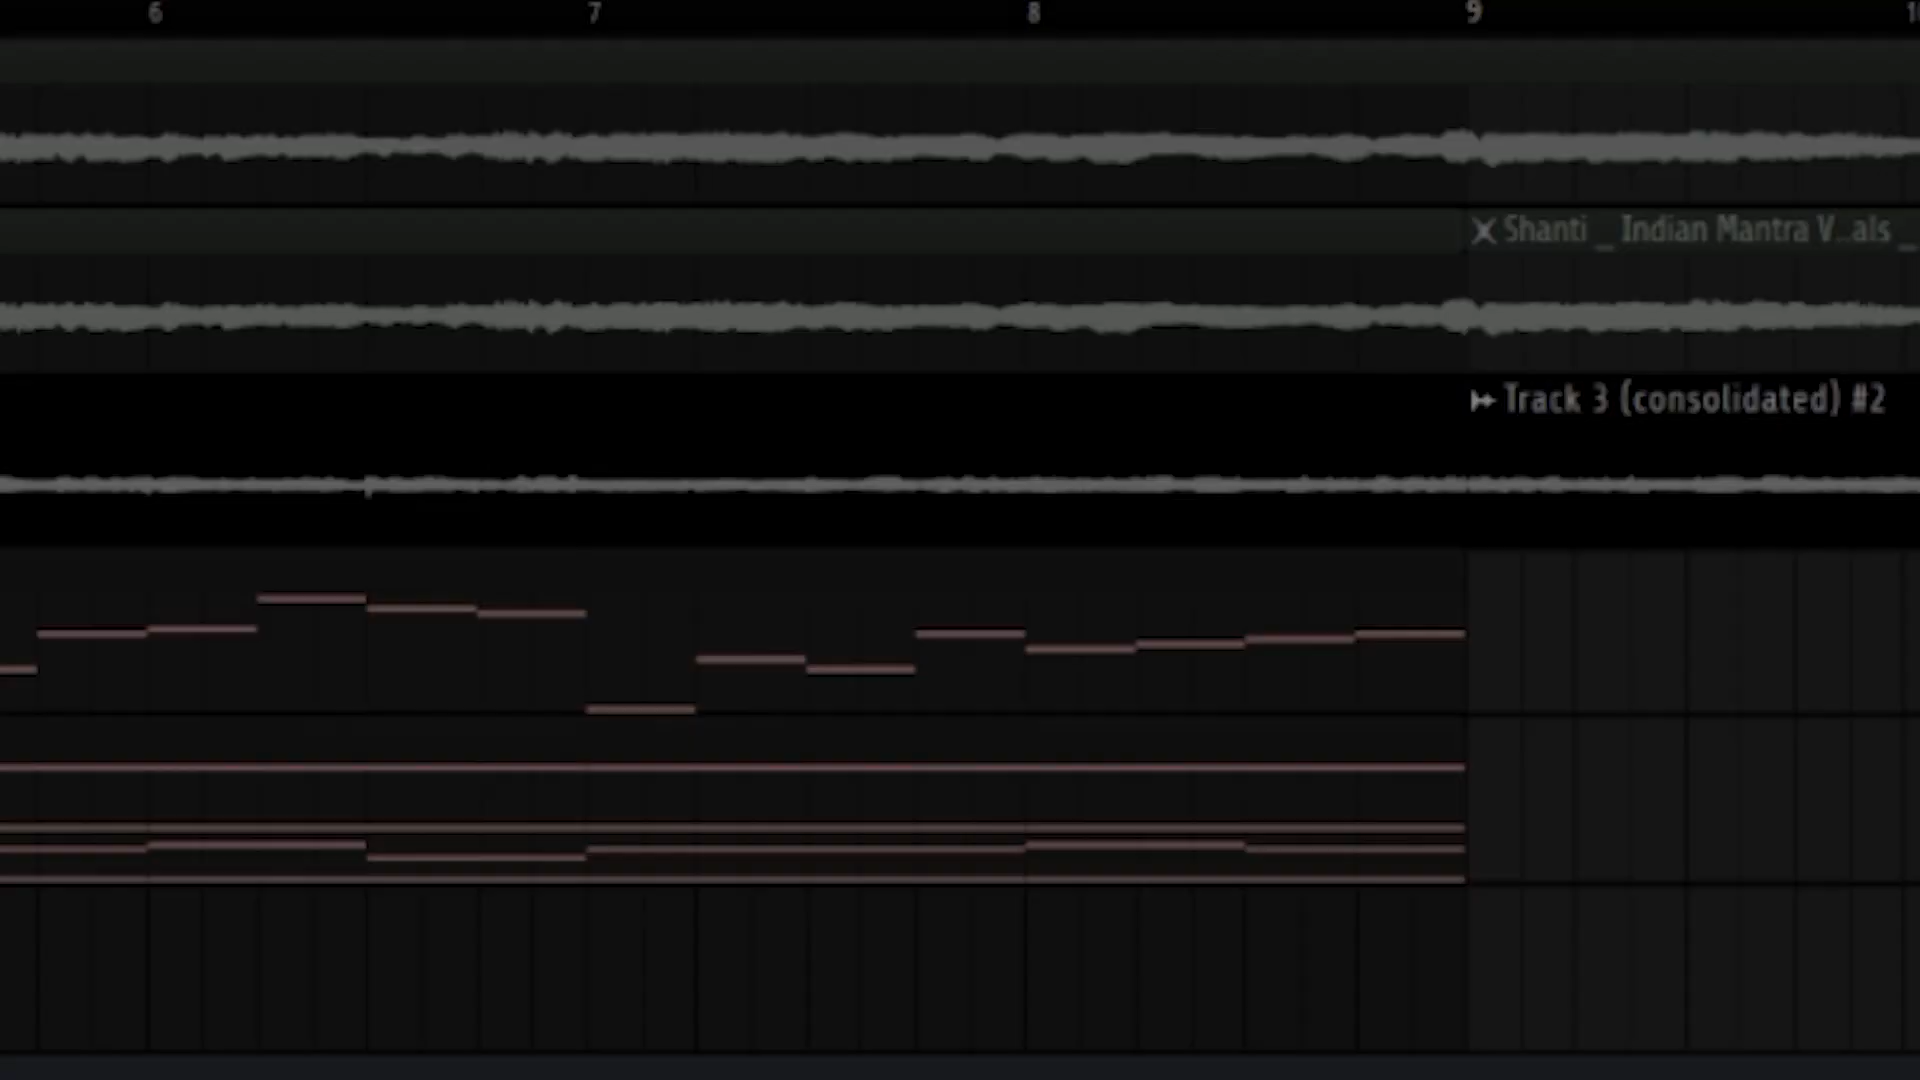 6 7 8 9
Shanti _ Indian Mantra V..als _
Track 3 (consolidated) #2